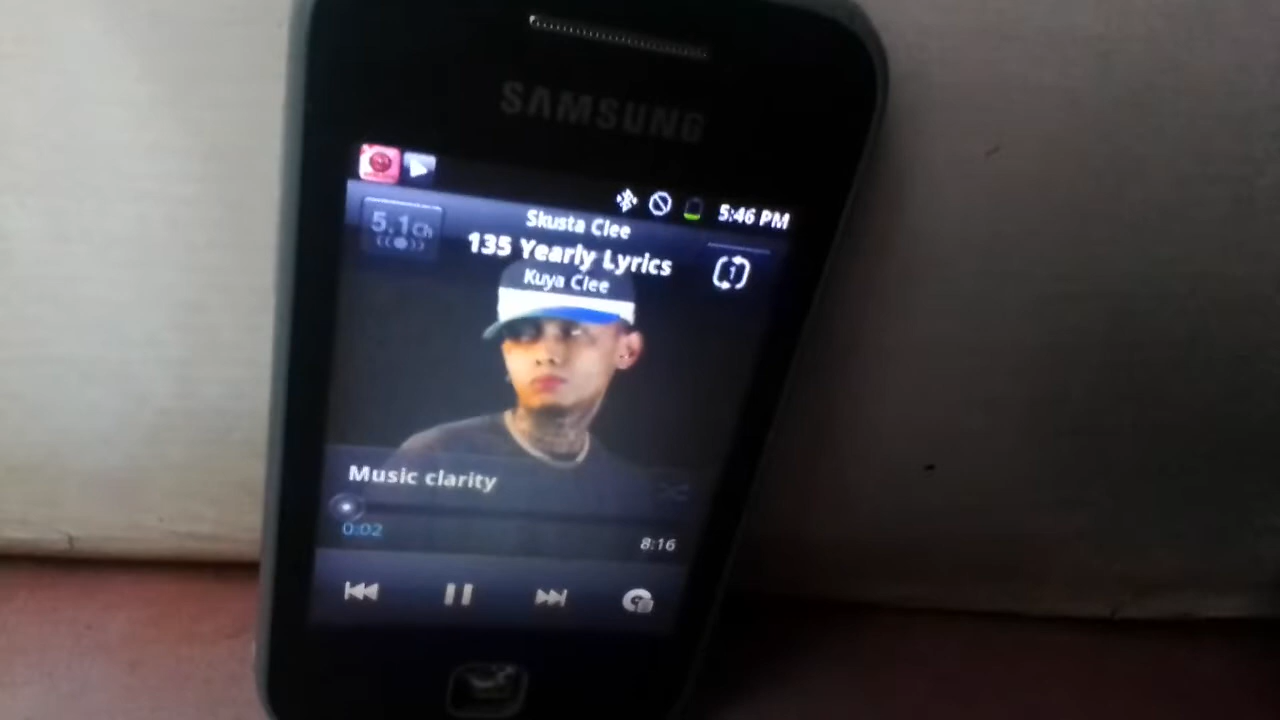 SAMSUNG
5:46 PM
5.1ch
Skusta Clee
135 Yearly Lyrics
Kuya Clee
1
Music clarity
0:02
8:16